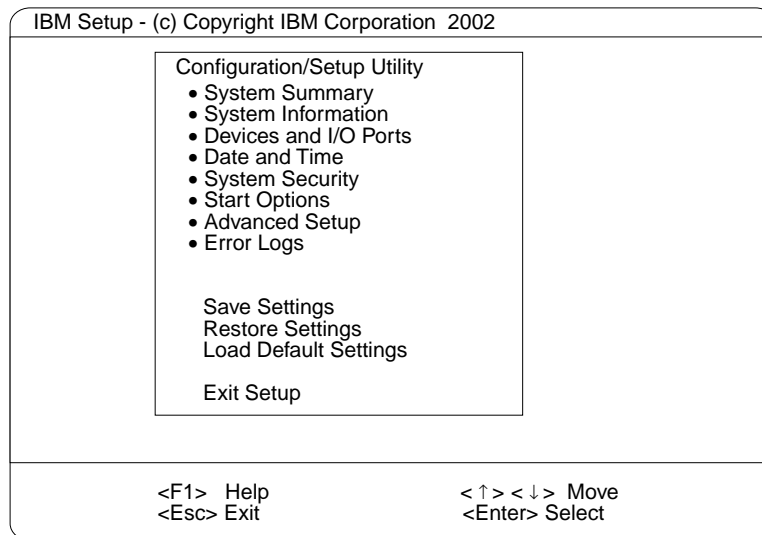 IBM Setup - (c) Copyright IBM Corporation 2002
Configuration/Setup Utility
• System Summary
• System Information
• Devices and I/O Ports
• Date and Time
• System Security
• Start Options
• Advanced Setup
• Error Logs
Save Settings
Restore Settings
Load Default Settings
Exit Setup
<F1> Help < ↑ > < ↓ > Move
<Esc> Exit <Enter> Select